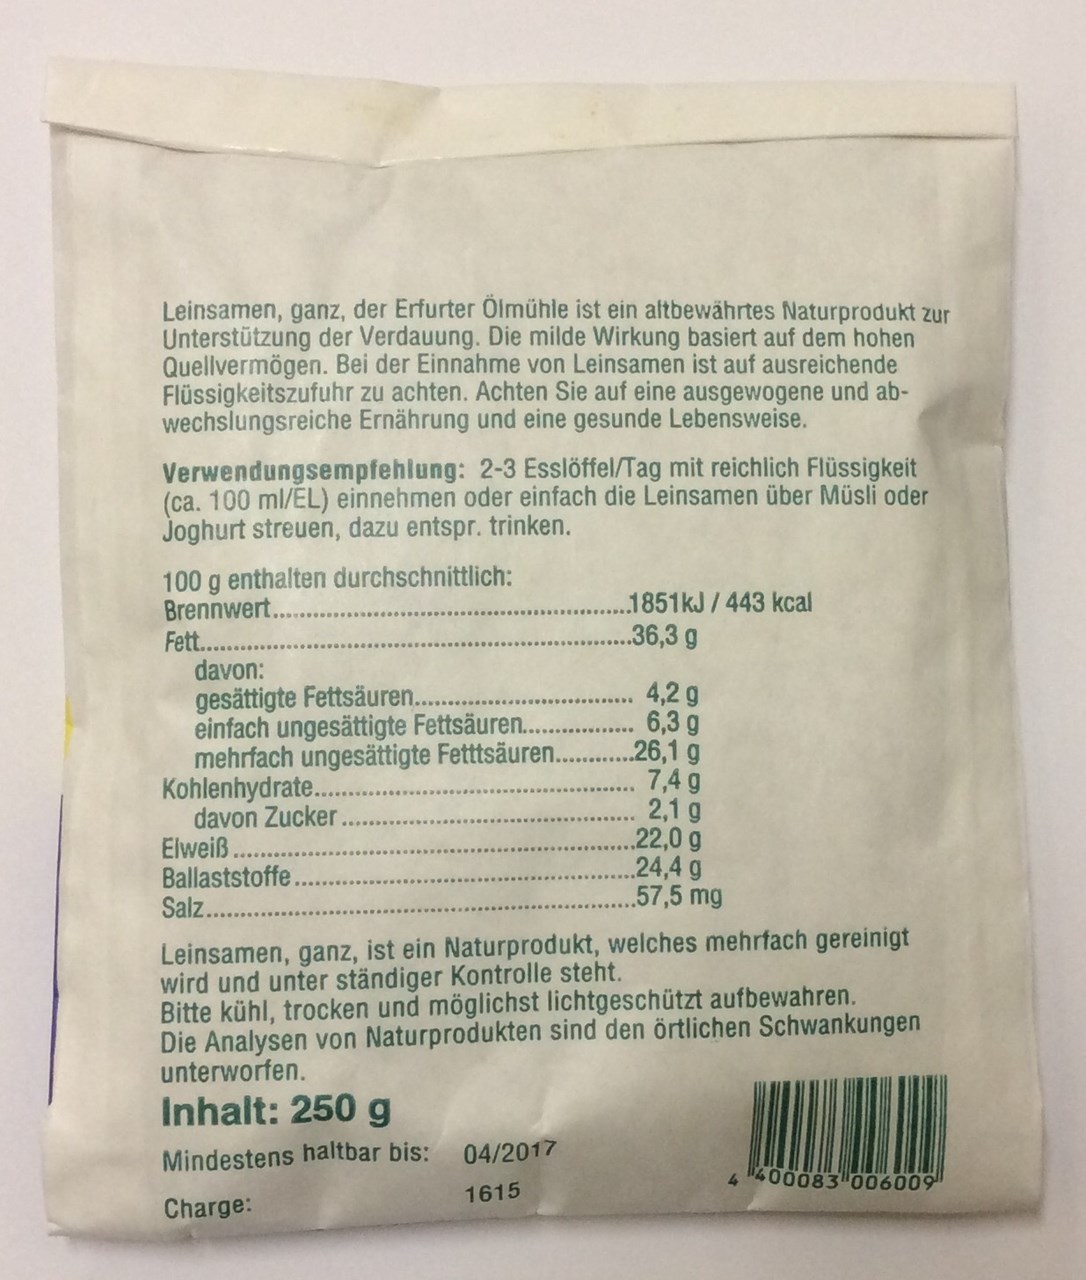 Leinsamen, ganz, der Erfurter Ölmühle ist ein altbewährtes Naturprodukt zur
Unterstützung der Verdauung. Die milde Wirkung basiert auf dem hohen
Quellvermögen. Bei der Einnahme von Leinsamen ist auf ausreichende
Flüssigkeitszufuhr zu achten. Achten Sie auf eine ausgewogene und ab-
wechslungsreiche Ernährung und eine gesunde Lebensweise.
Verwendungsempfehlung: 2-3 Esslöffel/Tag mit reichlich Flüssigkeit
(ca. 100 ml/EL) einnehmen oder einfach die Leinsamen über Müsli oder
Joghurt streuen, dazu entspr. trinken.
100 g enthalten durchschnittlich:
Brennwert..........1851kJ / 443 kcal
Fett..........36,3 g
davon:
gesättigte Fettsäuren.......... 4,2 g
einfach ungesättigte Fettsäuren.......... 6,3 g
mehrfach ungesättigte Fetttsäuren..........26,1 g
Kohlenhydrate.......... 7,4 g
davon Zucker.......... 2,1 g
Elweiß..........22,0 g
Ballaststoffe..........24,4 g
Salz..........57,5 mg
Leinsamen, ganz, ist ein Naturprodukt, welches mehrfach gereinigt
wird und unter ständiger Kontrolle steht.
Bitte kühl, trocken und möglichst lichtgeschützt aufbewahren.
Die Analysen von Naturprodukten sind den örtlichen Schwankungen
unterworfen.
Inhalt: 250 g
Mindestens haltbar bis: 04/2017
Charge: 1615
4 400083 006009